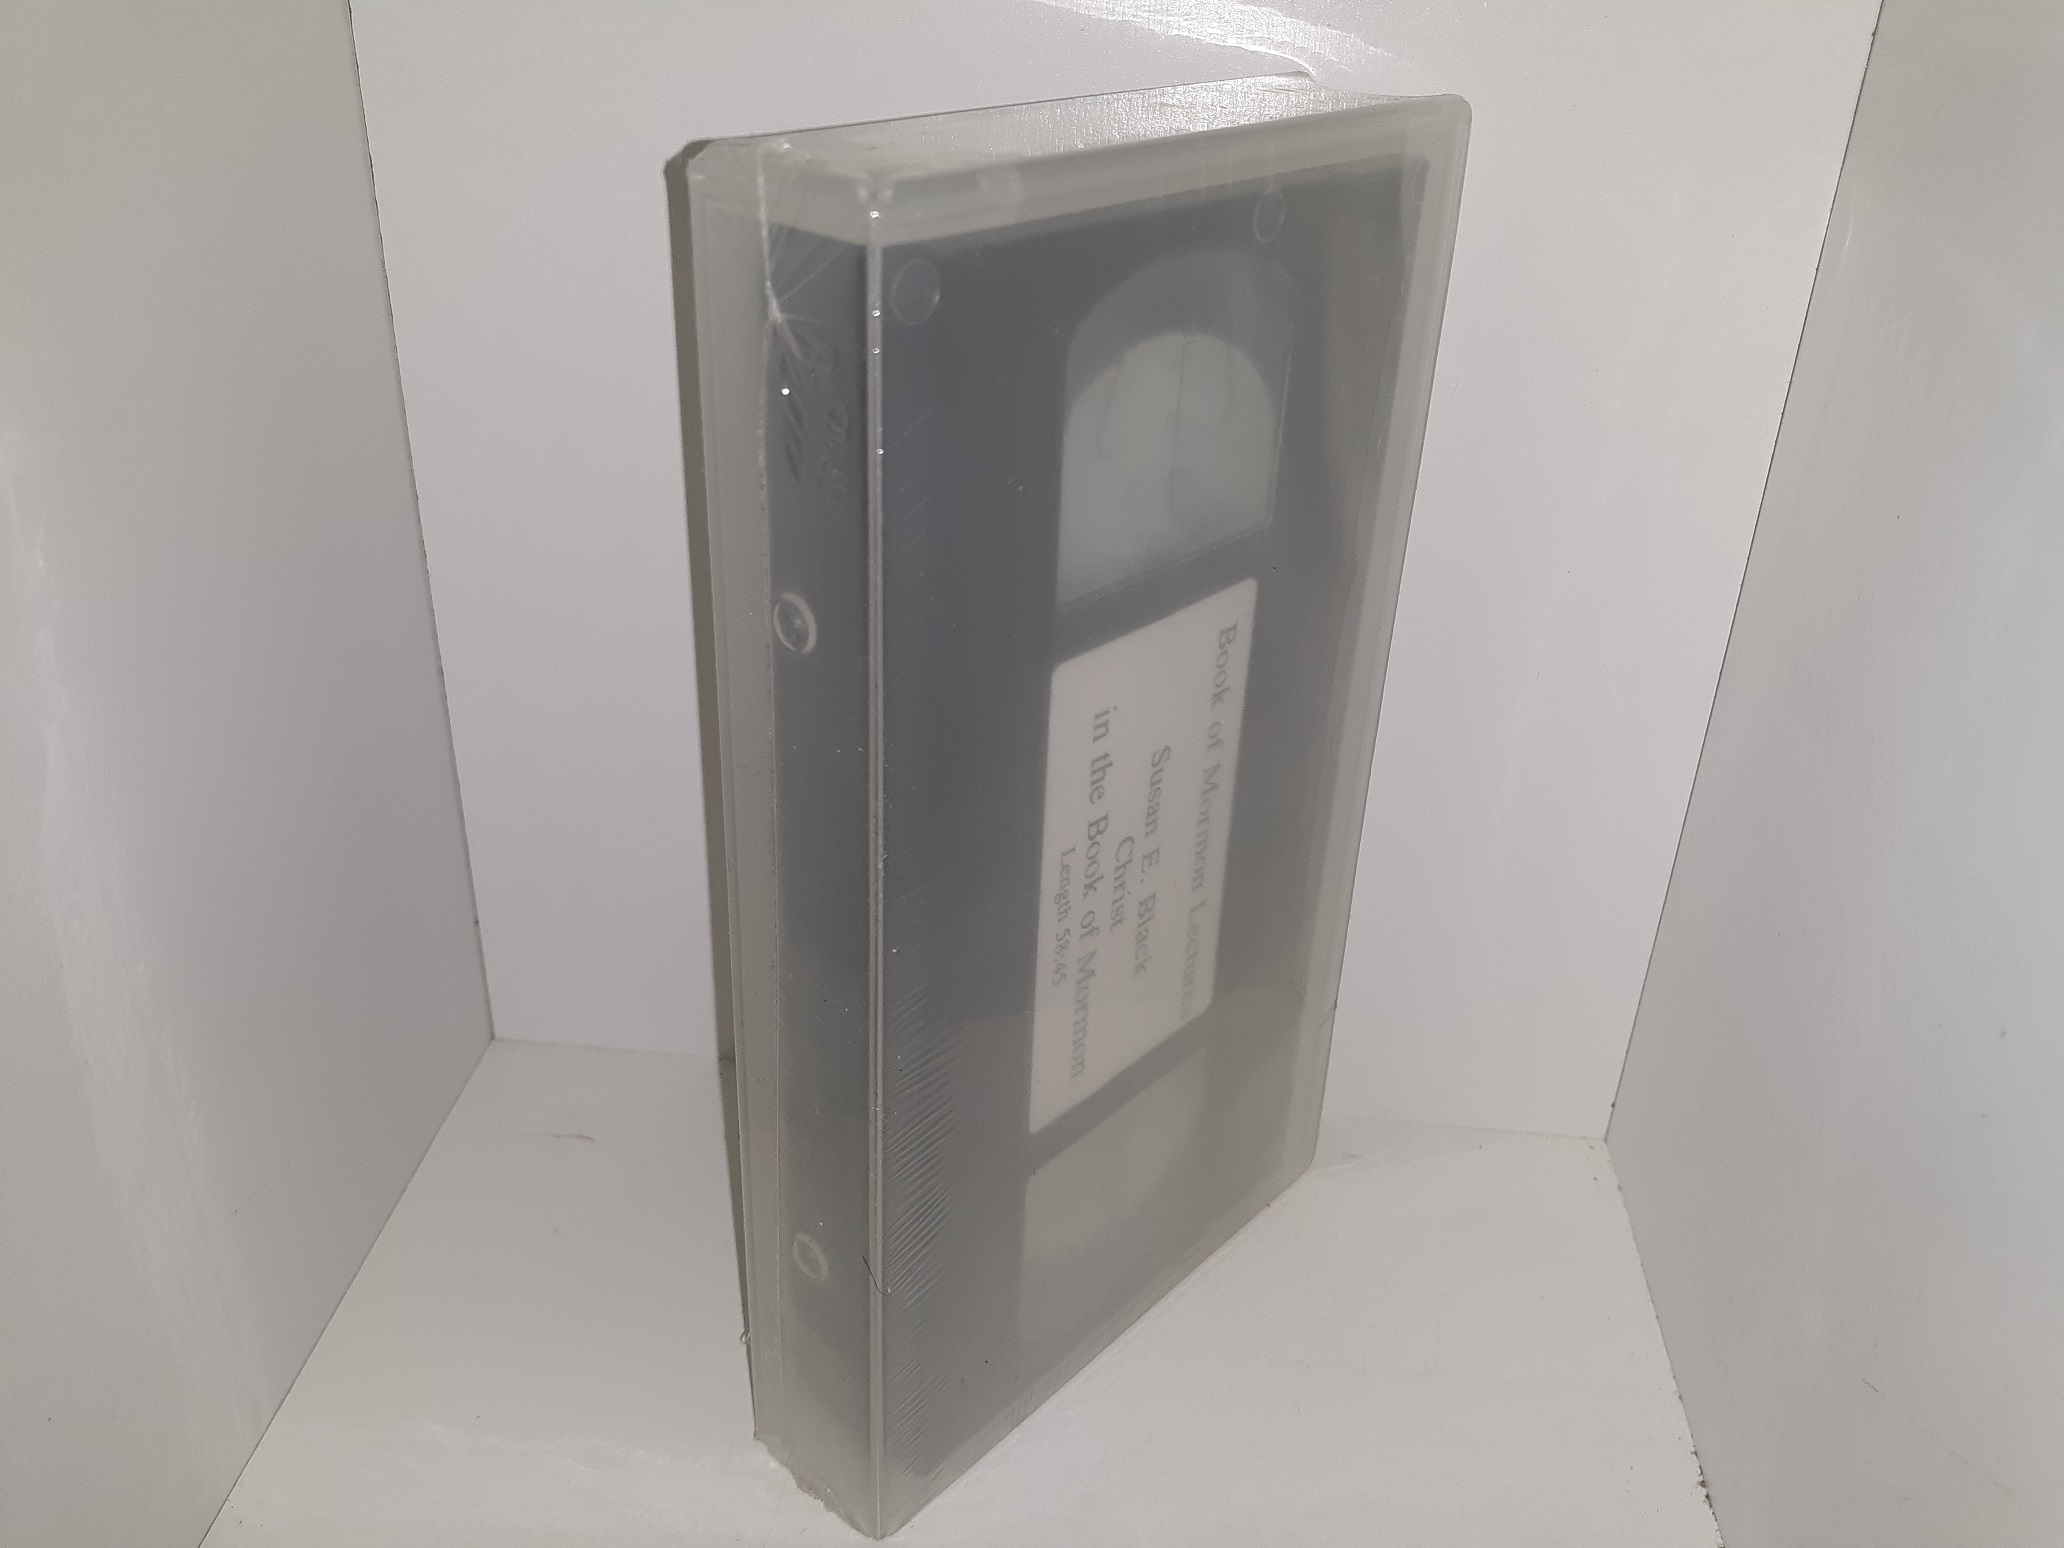 Book of Mormon Lectures
Susan E. Black
Christ
in the Book of Mormon
Length 58:45